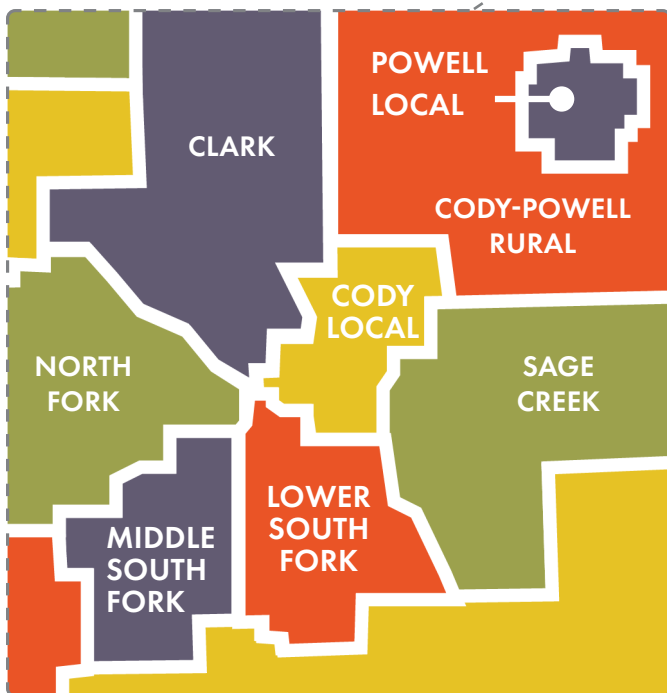 POWELL
LOCAL
CLARK
CODY-POWELL
RURAL
CODY
LOCAL
NORTH
FORK
SAGE
CREEK
LOWER
SOUTH
FORK
MIDDLE
SOUTH
FORK